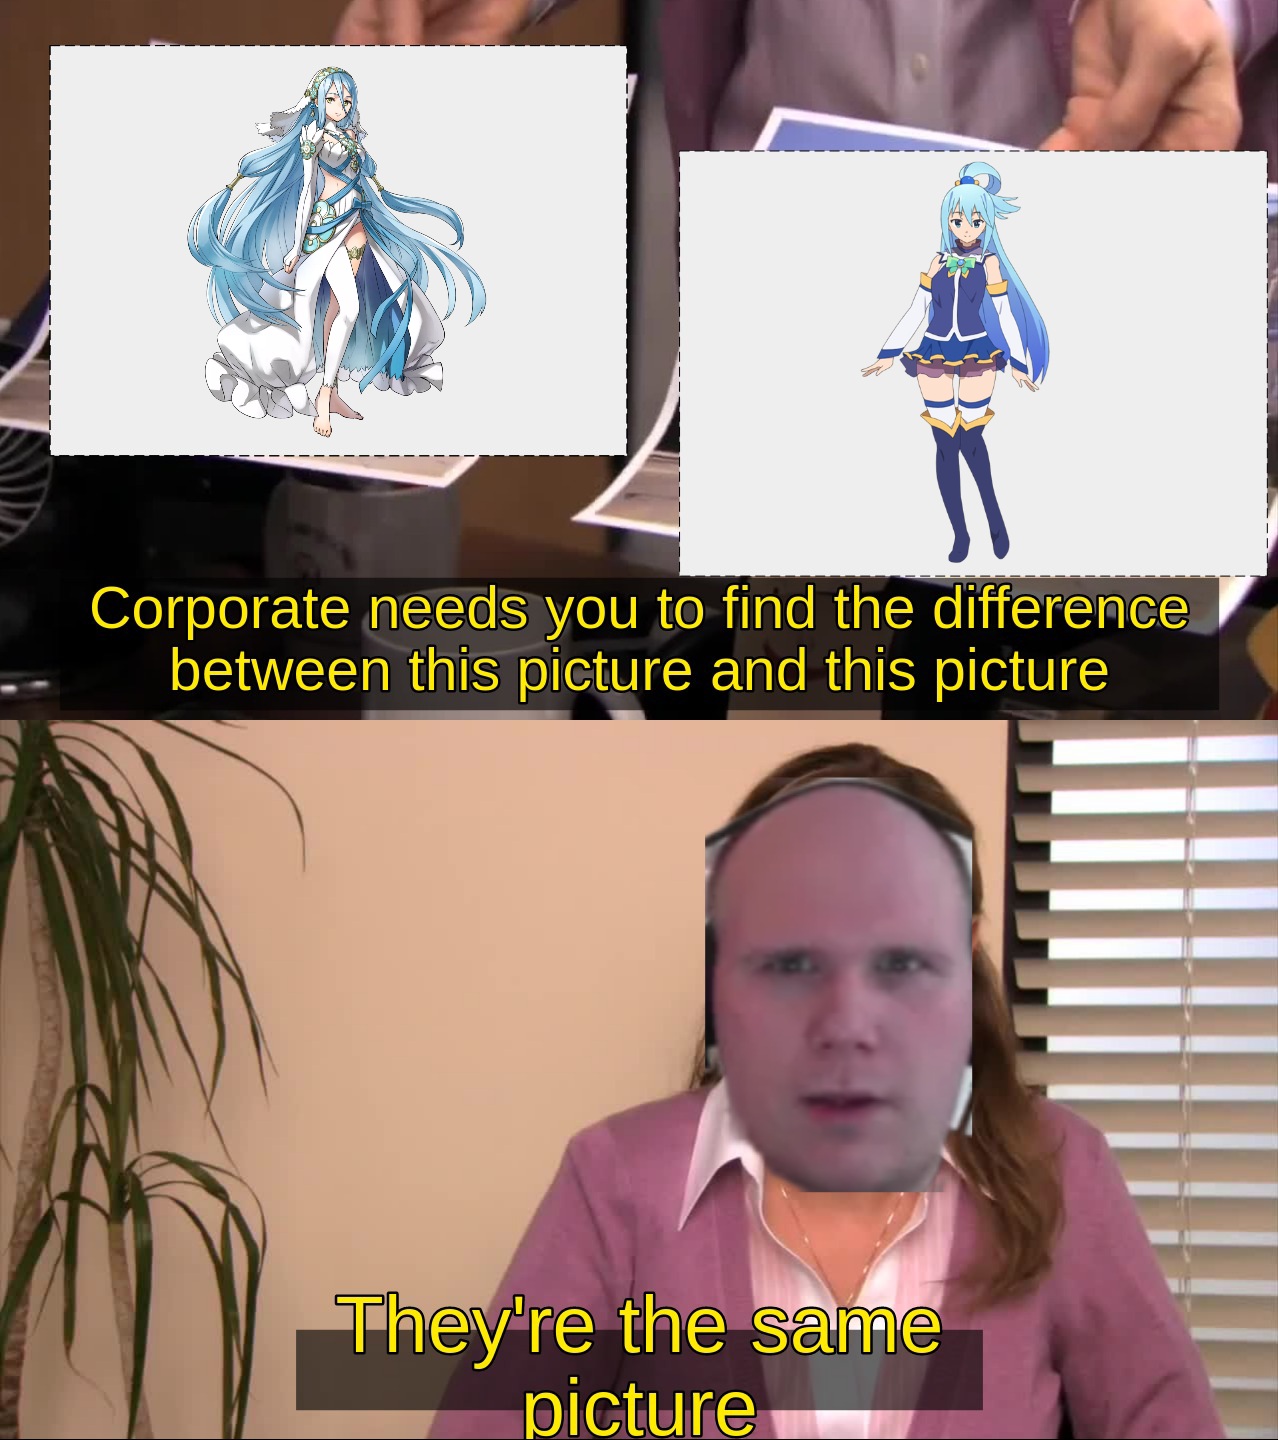 Corporate needs you to find the difference
between this picture and this picture
They're the same
picture